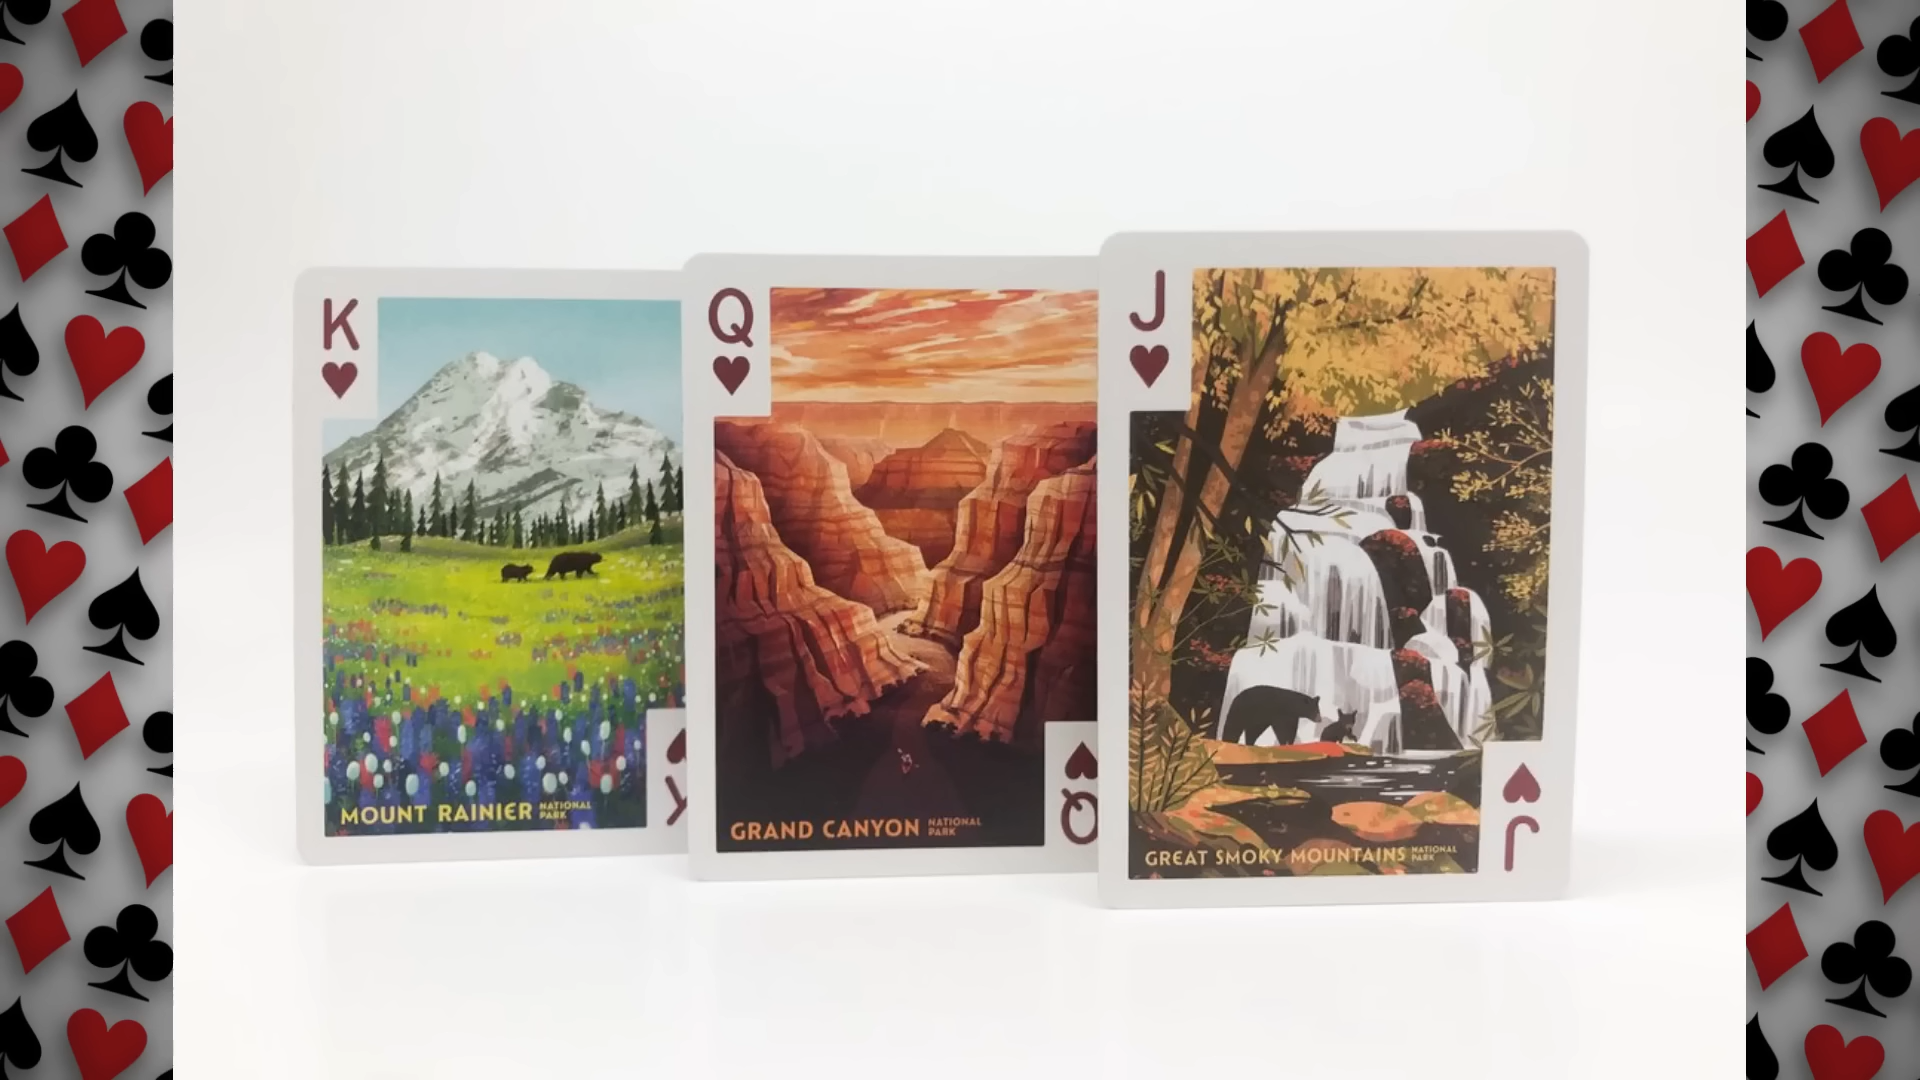 K
MOUNT RAINIER NATIONAL PARK
K
Q
GRAND CANYON NATIONAL PARK
Q
J
GREAT SMOKY MOUNTAINS NATIONAL PARK
J